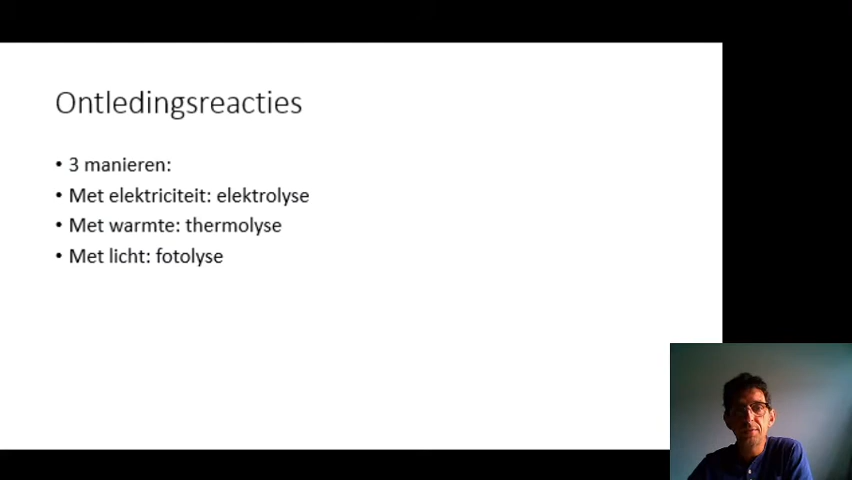 Ontledingsreacties
• 3 manieren:
• Met elektriciteit: elektrolyse
• Met warmte: thermolyse
• Met licht: fotolyse